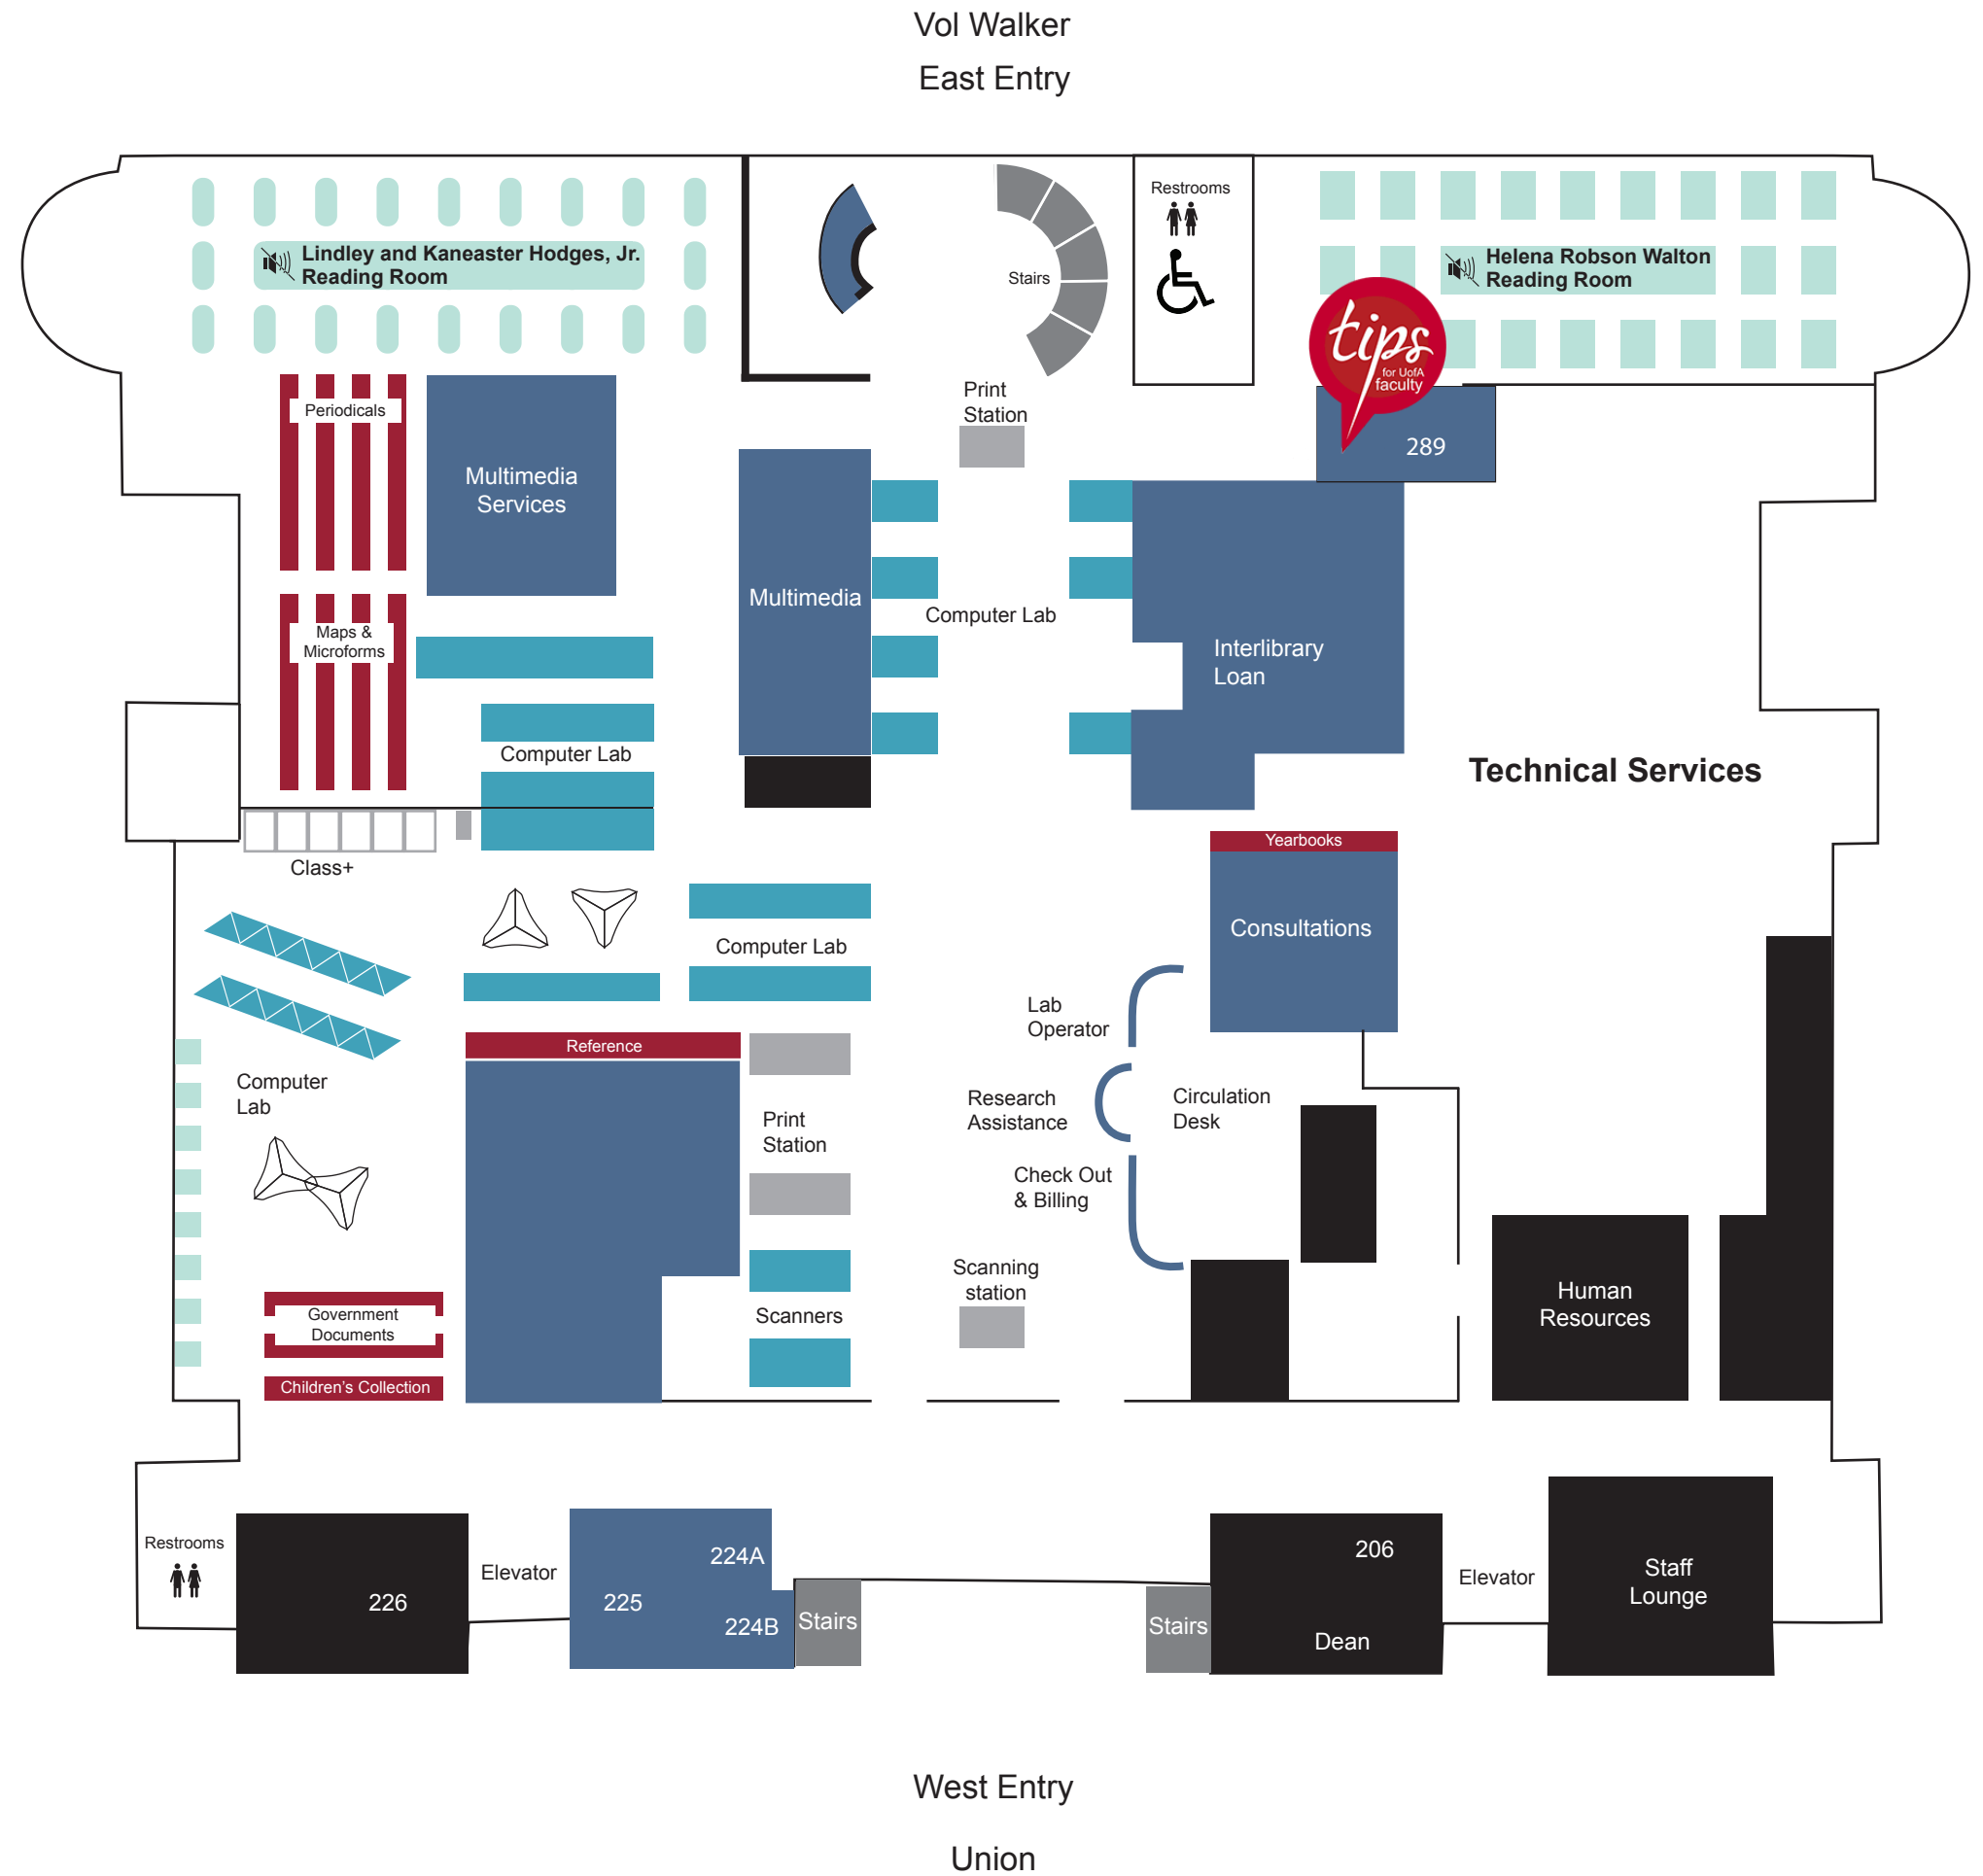 Vol Walker
East Entry
Restrooms
Lindley and Kaneaster Hodges, Jr.
Reading Room
Helena Robson Walton
Reading Room
Stairs
tips
for UofA
faculty
Print
Station
289
Periodicals
Multimedia
Services
Multimedia
Computer Lab
Maps &
Microforms
Interlibrary
Loan
Computer Lab
Technical Services
Yearbooks
Class+
Consultations
Computer Lab
Lab
Operator
Reference
Computer
Lab
Research
Assistance
Circulation
Desk
Print
Station
Check Out
& Billing
Scanning
station
Human
Resources
Government
Documents
Scanners
Children's Collection
Restrooms
226
Elevator
224A
225
224B
Stairs
Stairs
206
Dean
Elevator
Staff
Lounge
West Entry
Union